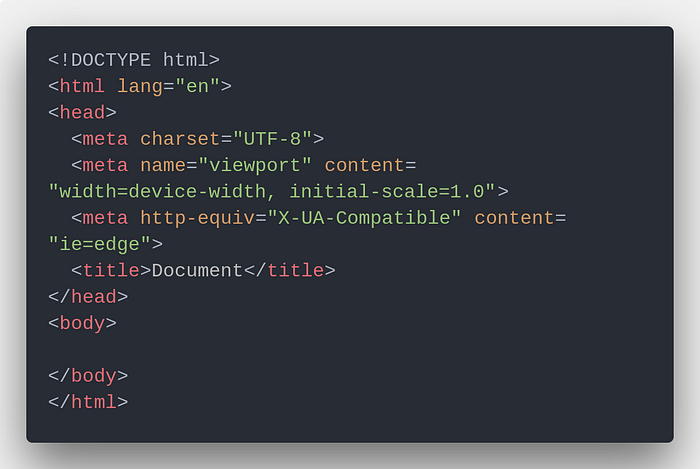 <!DOCTYPE html>
<html lang="en">
<head>
  <meta charset="UTF-8">
  <meta name="viewport" content=
"width=device-width, initial-scale=1.0">
  <meta http-equiv="X-UA-Compatible" content=
"ie=edge">
  <title>Document</title>
</head>
<body>

</body>
</html>